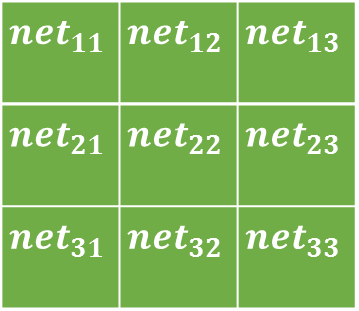 net₁₁ net₁₂ net₁₃
net₂₁ net₂₂ net₂₃
net₃₁ net₃₂ net₃₃